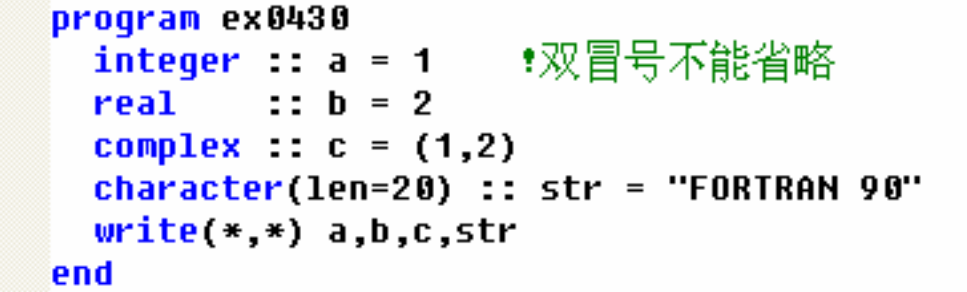 program ex0430
  integer :: a = 1    !双冒号不能省略
  real    :: b = 2
  complex :: c = (1,2)
  character(len=20) :: str = "FORTRAN 90"
  write(*,*) a,b,c,str
end